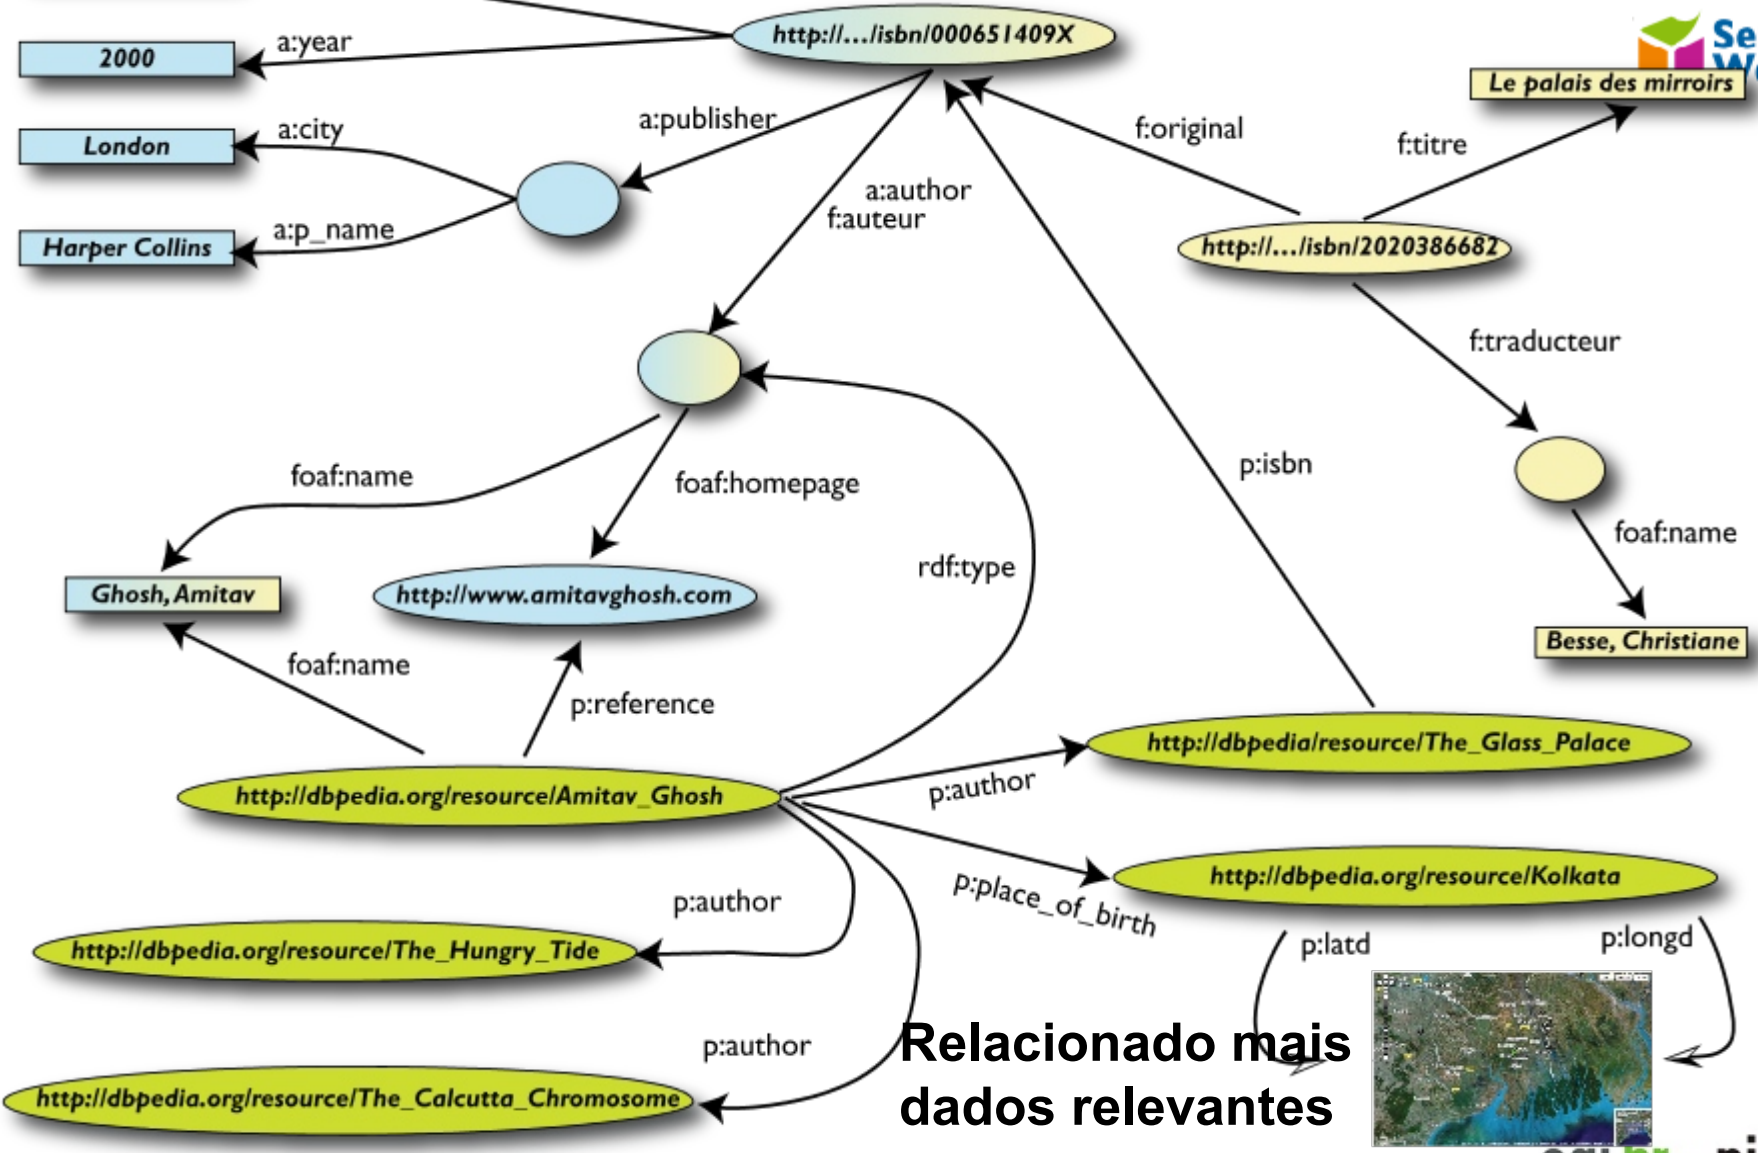 http://…/isbn/000651409X
Se
We
2000
a:year
Le palais des mirroirs
London
a:city
a:publisher
f:original
f:titre
a:author
f:auteur
Harper Collins
a:p_name
http://…/isbn/2020386682
f:traducteur
foaf:name
foaf:homepage
p:isbn
foaf:name
rdf:type
Ghosh, Amitav
http://www.amitavghosh.com
Besse, Christiane
foaf:name
p:reference
http://dbpedia/resource/The_Glass_Palace
http://dbpedia.org/resource/Amitav_Ghosh
p:author
http://dbpedia.org/resource/Kolkata
p:author
p:place_of_birth
http://dbpedia.org/resource/The_Hungry_Tide
p:latd
p:longd
Relacionado mais
dados relevantes
p:author
http://dbpedia.org/resource/The_Calcutta_Chromosome